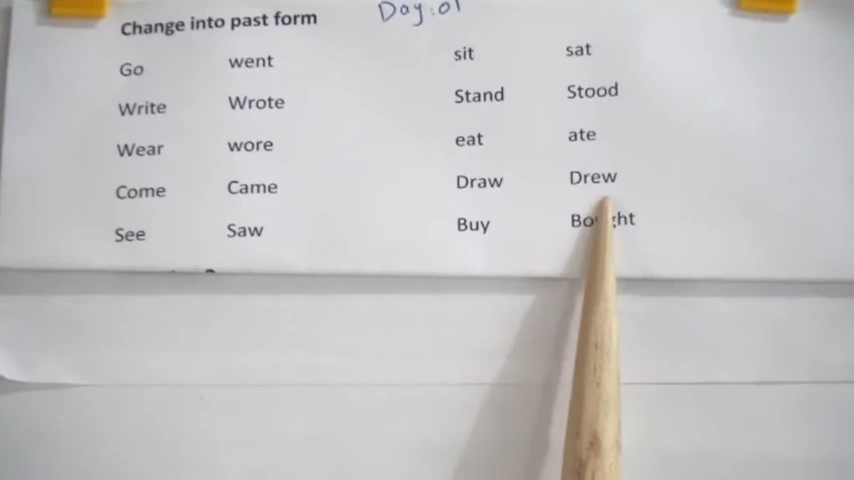 Day:01
Change into past form
Go went sit sat
Write Wrote Stand Stood
Wear wore eat ate
Come Came Draw Drew
See Saw Buy Bought